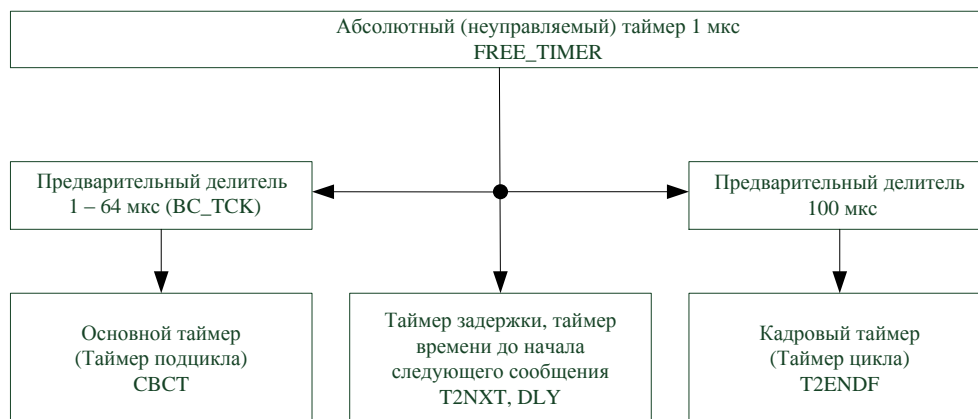 Абсолютный (неуправляемый) таймер 1 мкс
FREE_TIMER
Предварительный делитель
1 – 64 мкс (BC_TCK)
Предварительный делитель
100 мкс
Основной таймер
(Таймер подцикла)
CBCT
Таймер задержки, таймер
времени до начала
следующего сообщения
T2NXT, DLY
Кадровый таймер
(Таймер цикла)
T2ENDF